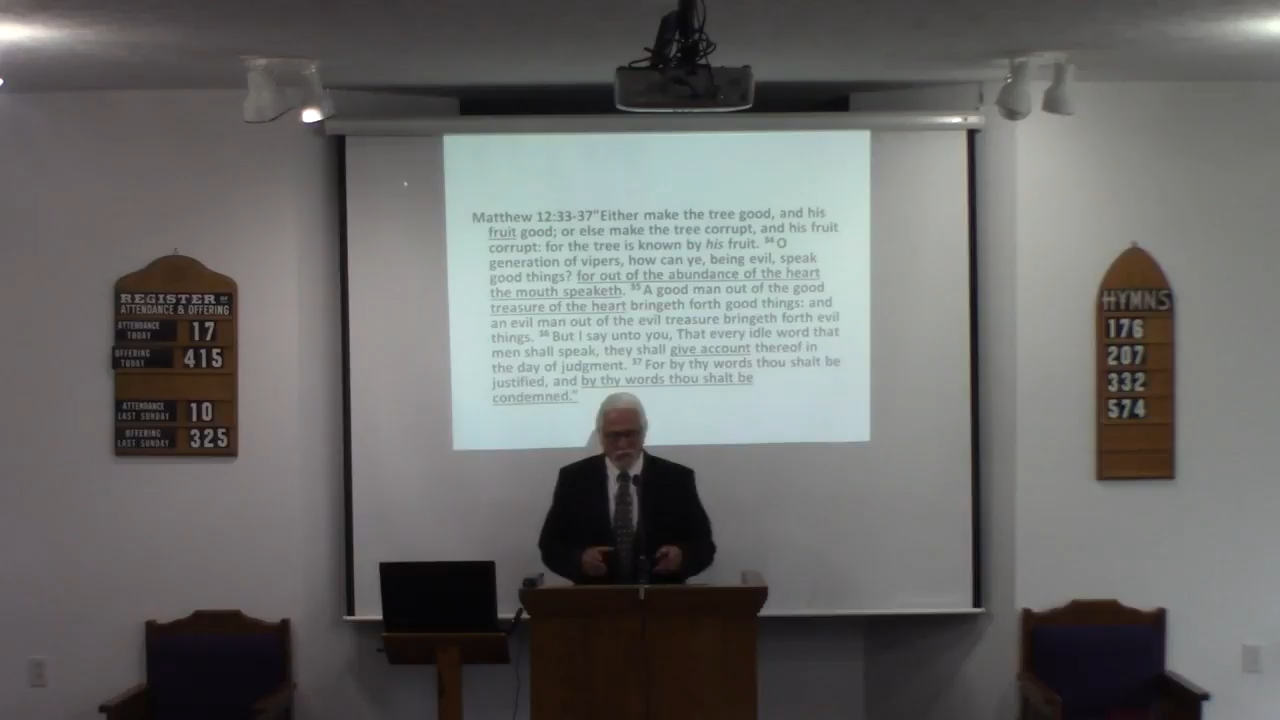 Matthew 12:33-37"Either make the tree good, and his
fruit good; or else make the tree corrupt, and his fruit
corrupt: for the tree is known by his fruit. 34 O
generation of vipers, how can ye, being evil, speak
good things? for out of the abundance of the heart
the mouth speaketh. 35 A good man out of the good
treasure of the heart bringeth forth good things: and
an evil man out of the evil treasure bringeth forth evil
things. 36 But I say unto you, That every idle word that
men shall speak, they shall give account thereof in
the day of judgment. 37 For by thy words thou shalt be
justified, and by thy words thou shalt be
condemned."
REGISTER OF
ATTENDANCE & OFFERING
ATTENDANCE TODAY 17
OFFERING TODAY 415
ATTENDANCE LAST SUNDAY 10
OFFERING LAST SUNDAY 325
HYMNS
176
207
332
574